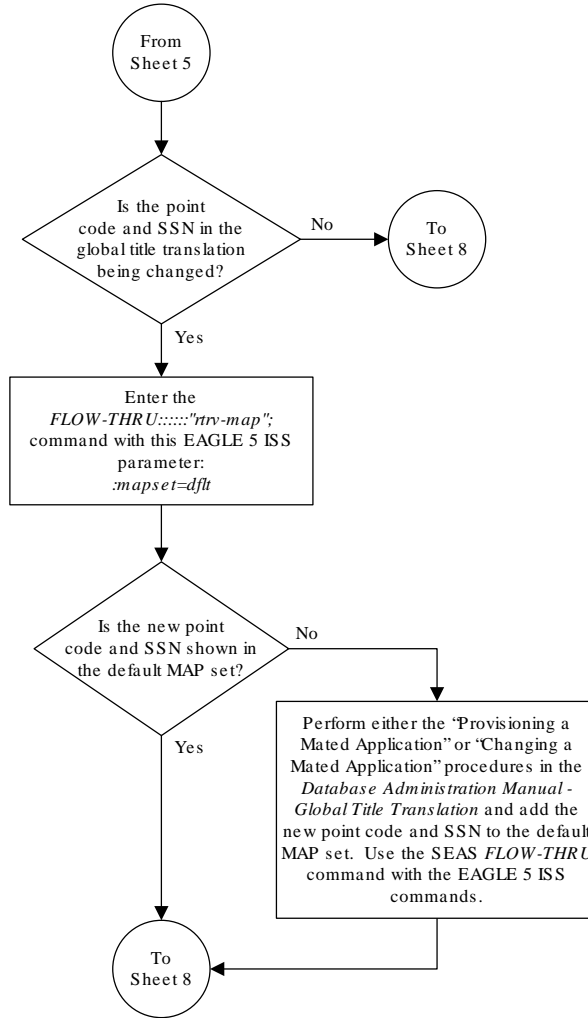 From
Sheet 5
Is the point
code and SSN in the
global title translation
being changed?
No
To
Sheet 8
Yes
Enter the
FLOW-THRU::::::"rtrv-map";
command with this EAGLE 5 ISS
parameter:
:mapset=dflt
Is the new point
code and SSN shown in
the default MAP set?
No
Yes
Perform either the “Provisioning a
Mated Application” or “Changing a
Mated Application” procedures in the
Database Administration Manual -
Global Title Translation and add the
new point code and SSN to the default
MAP set.  Use the SEAS FLOW-THRU
command with the EAGLE 5 ISS
commands.
To
Sheet 8